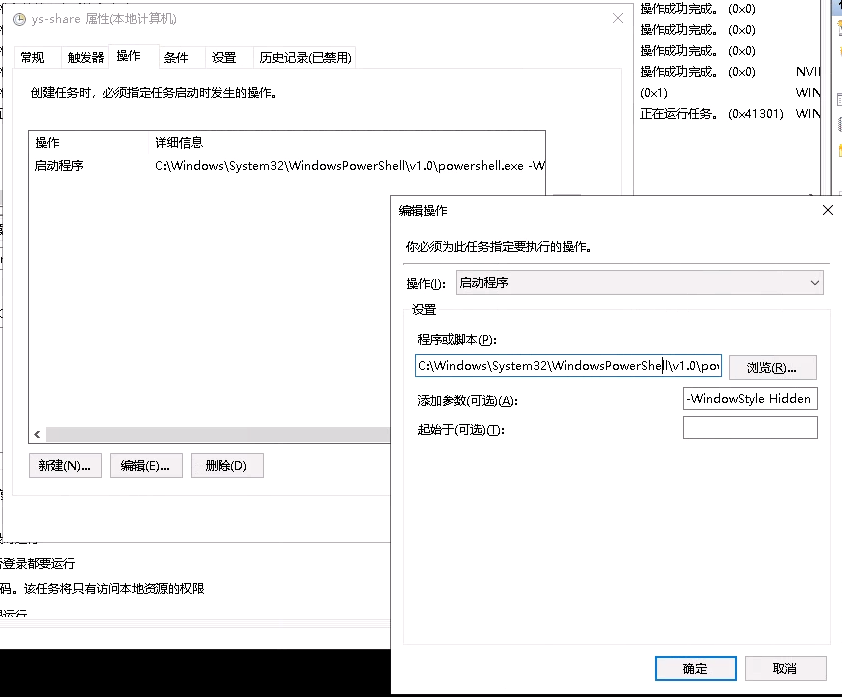 ys-share 属性(本地计算机)
常规 触发器 操作 条件 设置 历史记录(已禁用)
创建任务时，必须指定任务启动时发生的操作。
操作 详细信息
启动程序 C:\Windows\System32\WindowsPowerShell\v1.0\powershell.exe -W
新建(N)... 编辑(E)... 删除(D)
操作成功完成。 (0x0)
操作成功完成。 (0x0)
操作成功完成。 (0x0)
操作成功完成。 (0x0) NVI
(0x1) WIN
正在运行任务。 (0x41301) WIN
编辑操作
你必须为此任务指定要执行的操作。
操作(I): 启动程序
设置
程序或脚本(P):
C:\Windows\System32\WindowsPowerShell\v1.0\pow 浏览(R)...
添加参数(可选)(A): -WindowStyle Hidden
起始于(可选)(T):
确定 取消
登录都要运行
码。该任务将只有访问本地资源的权限